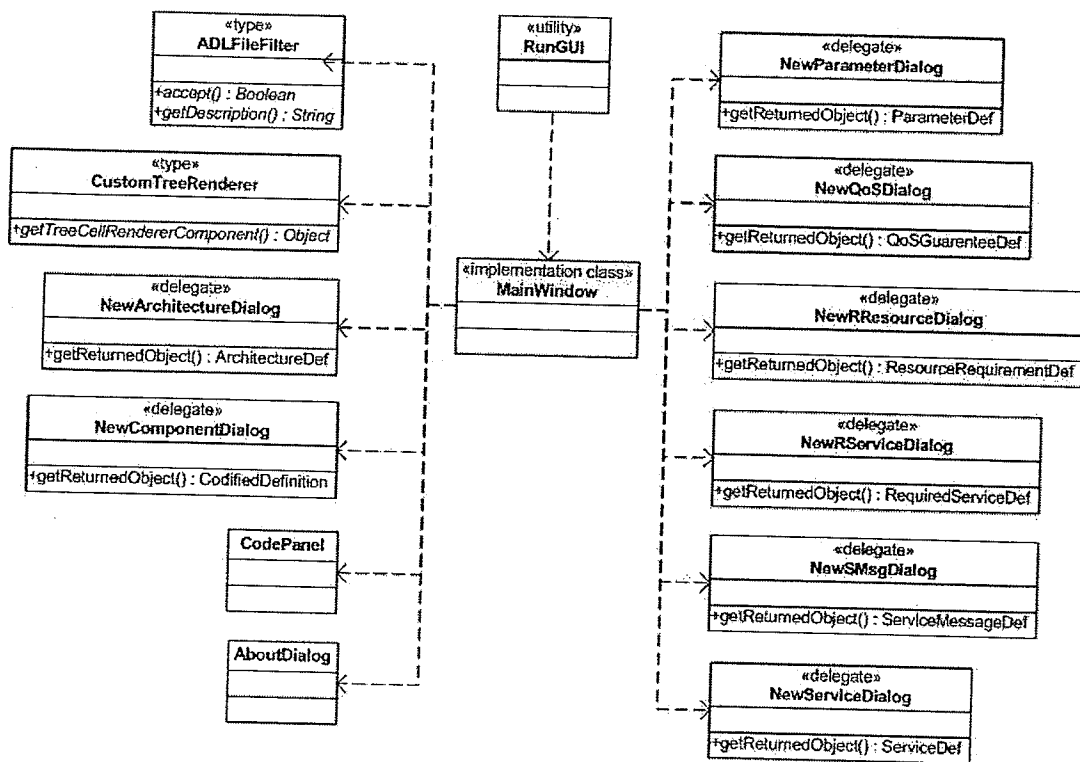 «type»
ADLFileFilter
+accept() : Boolean
+getDescription() : String
«type»
CustomTreeRenderer
+getTreeCellRendererComponent() : Object
«delegate»
NewArchitectureDialog
+getReturnedObject() : ArchitectureDef
«delegate»
NewComponentDialog
+getReturnedObject() : CodifiedDefinition
CodePanel
AboutDialog
«utility»
RunGUI
«implementation class»
MainWindow
«delegate»
NewParameterDialog
+getReturnedObject() : ParameterDef
«delegate»
NewQoSDialog
+getReturnedObject() : QoSGuarenteeDef
«delegate»
NewRResourceDialog
+getReturnedObject() : ResourceRequirementDef
«delegate»
NewRServiceDialog
+getReturnedObject() : RequiredServiceDef
«delegate»
NewSMsgDialog
+getReturnedObject() : ServiceMessageDef
«delegate»
NewServiceDialog
+getReturnedObject() : ServiceDef